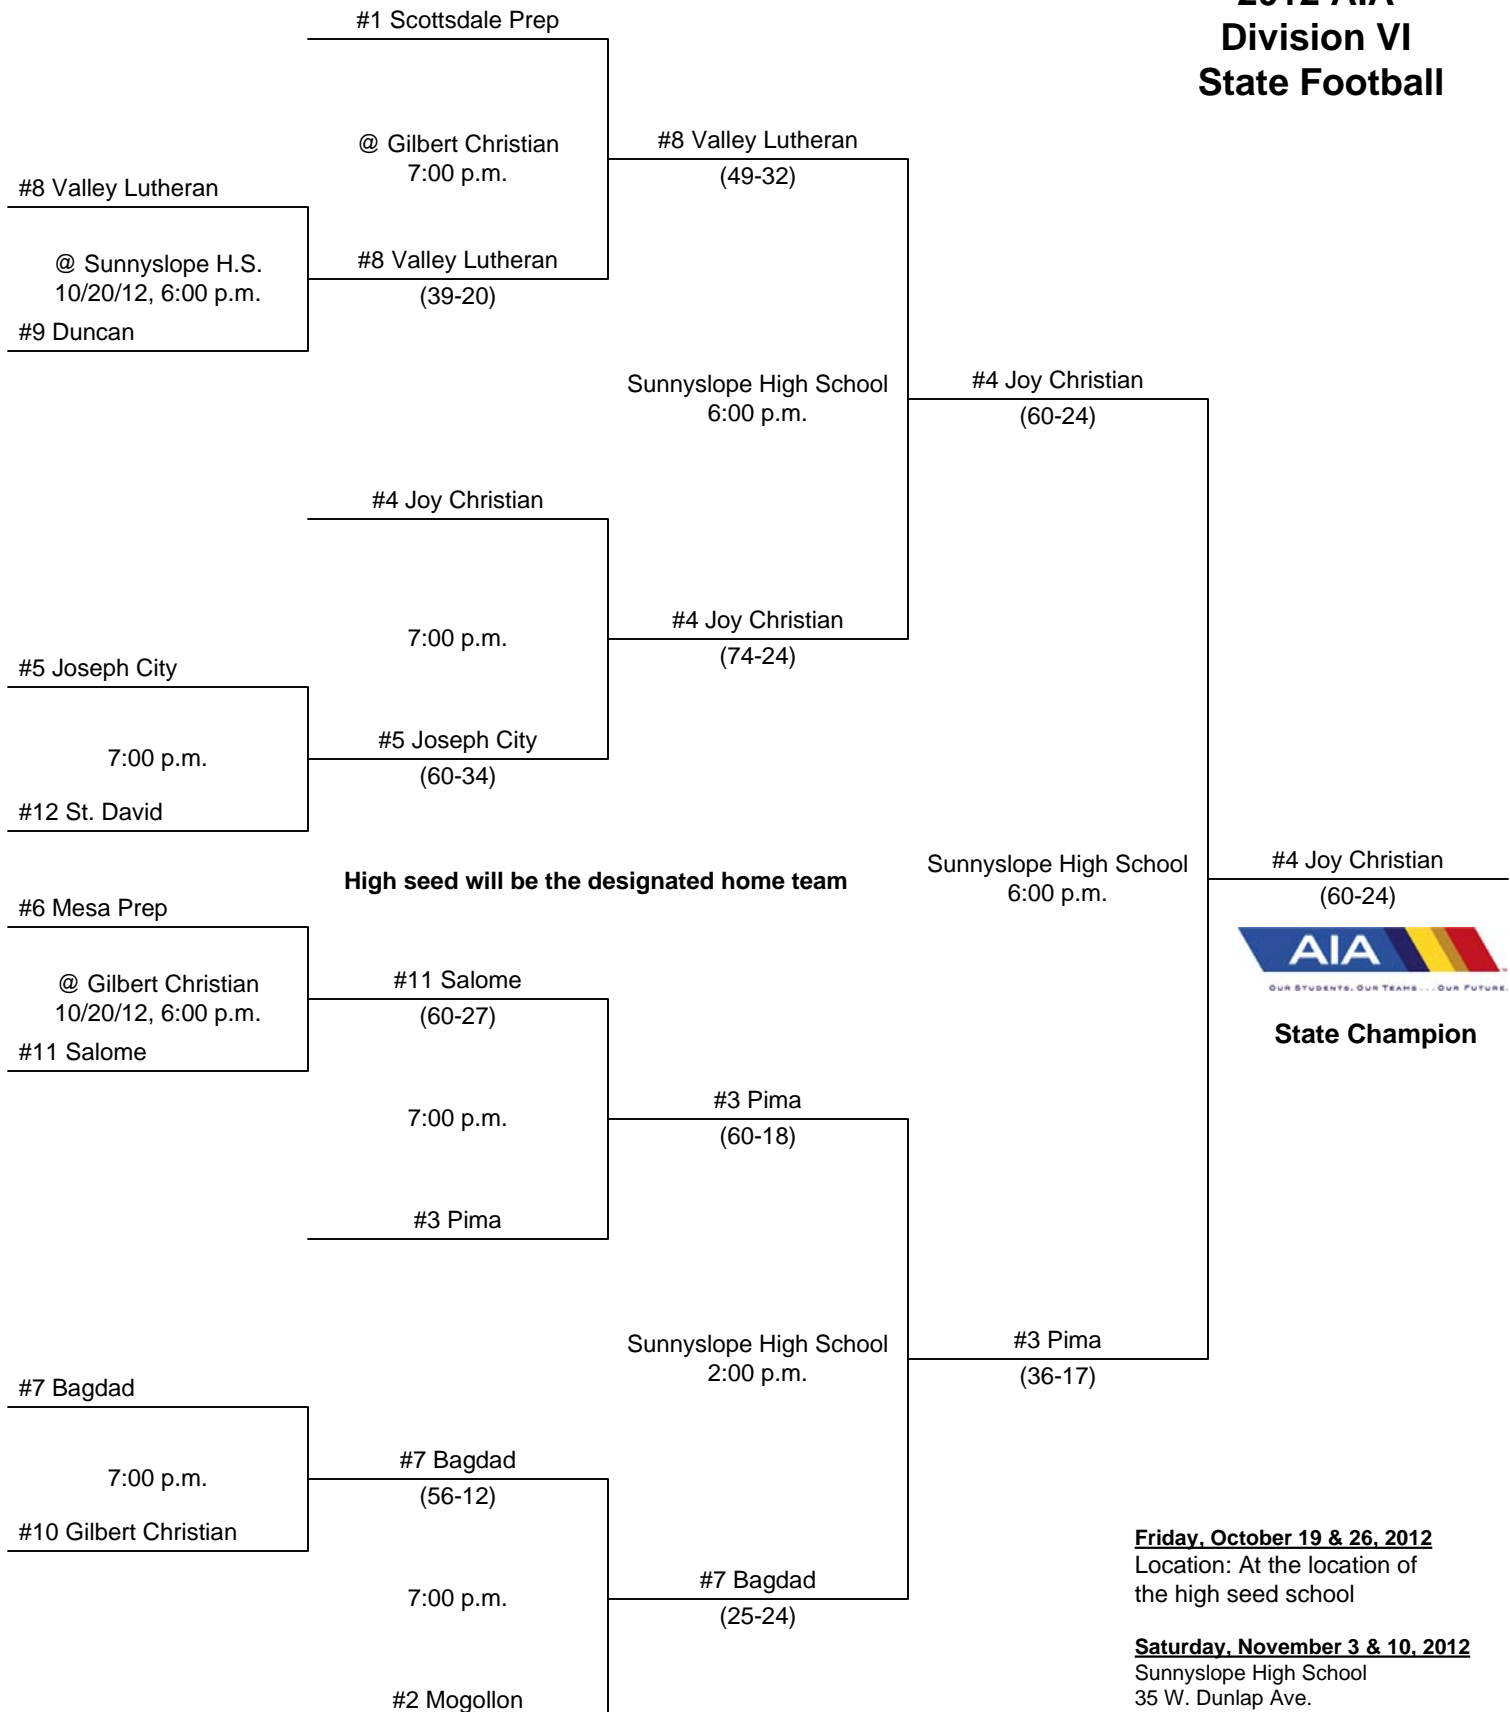 2012 AIA
Division VI
State Football
#1 Scottsdale Prep
@ Gilbert Christian
7:00 p.m.
#8 Valley Lutheran
(49-32)
#8 Valley Lutheran
@ Sunnyslope H.S.
10/20/12, 6:00 p.m.
#9 Duncan
#8 Valley Lutheran
(39-20)
Sunnyslope High School
6:00 p.m.
#4 Joy Christian
(60-24)
#4 Joy Christian
7:00 p.m.
#4 Joy Christian
(74-24)
#5 Joseph City
7:00 p.m.
#12 St. David
#5 Joseph City
(60-34)
High seed will be the designated home team
Sunnyslope High School
6:00 p.m.
#4 Joy Christian
(60-24)
AIA
OUR STUDENTS. OUR TEAMS ... OUR FUTURE.
State Champion
#6 Mesa Prep
@ Gilbert Christian
10/20/12, 6:00 p.m.
#11 Salome
#11 Salome
(60-27)
7:00 p.m.
#3 Pima
#3 Pima
(60-18)
Sunnyslope High School
2:00 p.m.
#3 Pima
(36-17)
#7 Bagdad
7:00 p.m.
#10 Gilbert Christian
#7 Bagdad
(56-12)
7:00 p.m.
#2 Mogollon
#7 Bagdad
(25-24)
Friday, October 19 & 26, 2012
Location: At the location of
the high seed school
Saturday, November 3 & 10, 2012
Sunnyslope High School
35 W. Dunlap Ave.